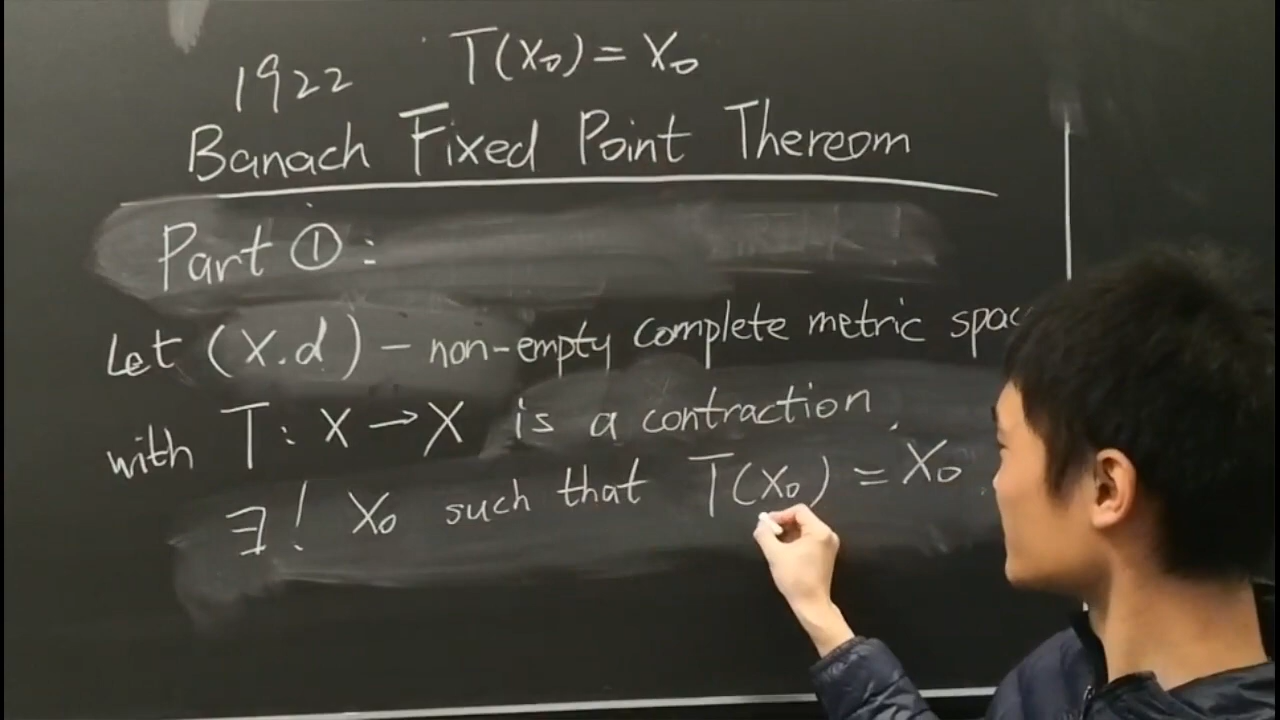 1922 T(x₀) = x₀
Banach Fixed Point Thereom
Part ①:
Let (X.d) – non-empty complete metric spac
with T: X → X is a contraction
∃! x₀ such that T(x₀) = x₀.